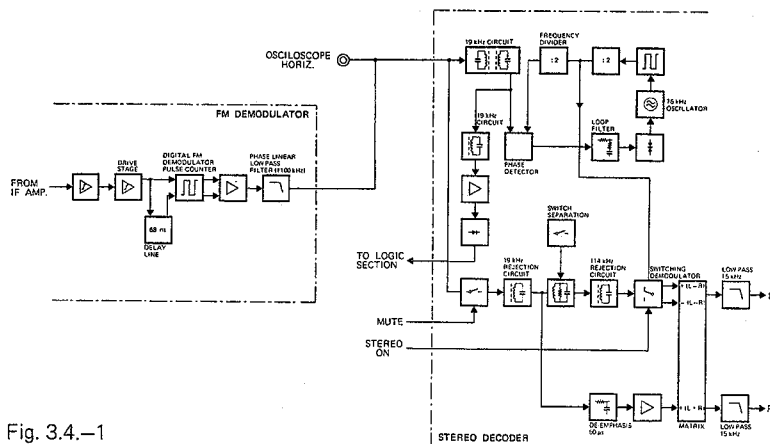 19 kHz CIRCUIT
FREQUENCY
DIVIDER
:2
:2
OSCILOSCOPE
HORIZ.
76 kHz
OSCILLATOR
19 kHz
CIRCUIT
LOOP
FILTER
FM DEMODULATOR
PHASE
DETECTOR
DRIVE
STAGE
DIGITAL FM
DEMODULATOR
PULSE COUNTER
PHASE LINEAR
LOW PASS
FILTER (f100 kHz)
FROM
IF AMP.
68 ns
DELAY
LINE
SWITCH
SEPARATION
TO LOGIC
SECTION
19 kHz
REJECTION
CIRCUIT
114 kHz
REJECTION
CIRCUIT
SWITCHING
DEMODULATOR
LOW PASS
15 kHz
+ (L-R)
- (L-R)
MUTE
STEREO
ON
+ (L+R)
DE-EMPHASIS
50 µs
MATRIX
LOW PASS
15 kHz
Fig. 3.4.–1
STEREO DECODER